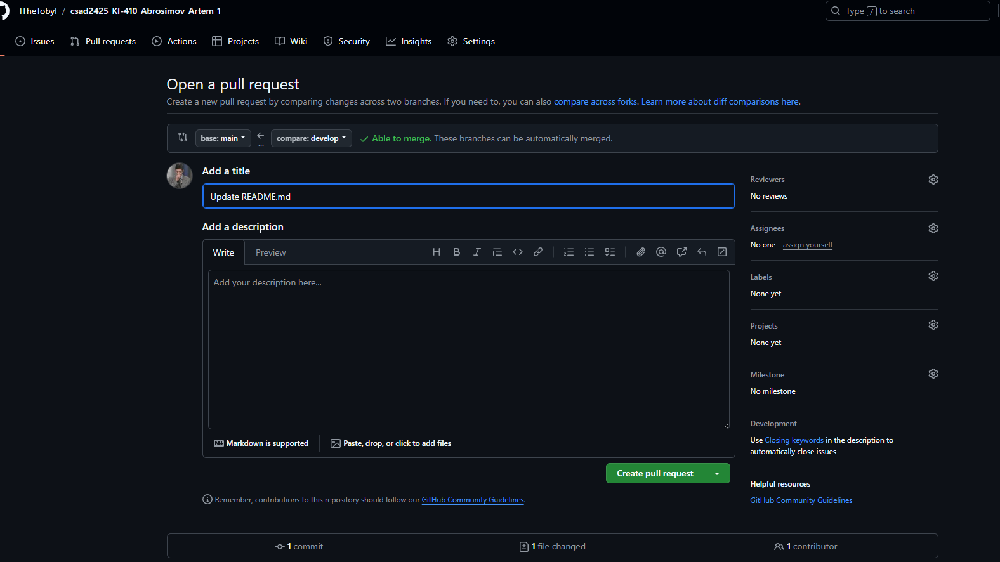 ITheTobyI / csad2425_KI-410_Abrosimov_Artem_1
Type / to search
Issues Pull requests Actions Projects Wiki Security Insights Settings
Open a pull request
Create a new pull request by comparing changes across two branches. If you need to, you can also compare across forks. Learn more about diff comparisons here.
base: main ← ... compare: develop Able to merge. These branches can be automatically merged.
Add a title
Update README.md
Add a description
Write Preview
Add your description here...
Markdown is supported
Paste, drop, or click to add files
Create pull request
Remember, contributions to this repository should follow our GitHub Community Guidelines.
Reviewers
No reviews
Assignees
No one—assign yourself
Labels
None yet
Projects
None yet
Milestone
No milestone
Development
Use Closing keywords in the description to
automatically close issues
Helpful resources
GitHub Community Guidelines
1 commit 1 file changed 1 contributor